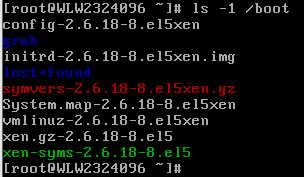 [root@WLW2324096 ~]# ls -1 /boot
config-2.6.18-8.el5xen
grub
initrd-2.6.18-8.el5xen.img
lost+found
symvers-2.6.18-8.el5xen.gz
System.map-2.6.18-8.el5xen
vmlinuz-2.6.18-8.el5xen
xen.gz-2.6.18-8.el5
xen-syms-2.6.18-8.el5
[root@WLW2324096 ~]#